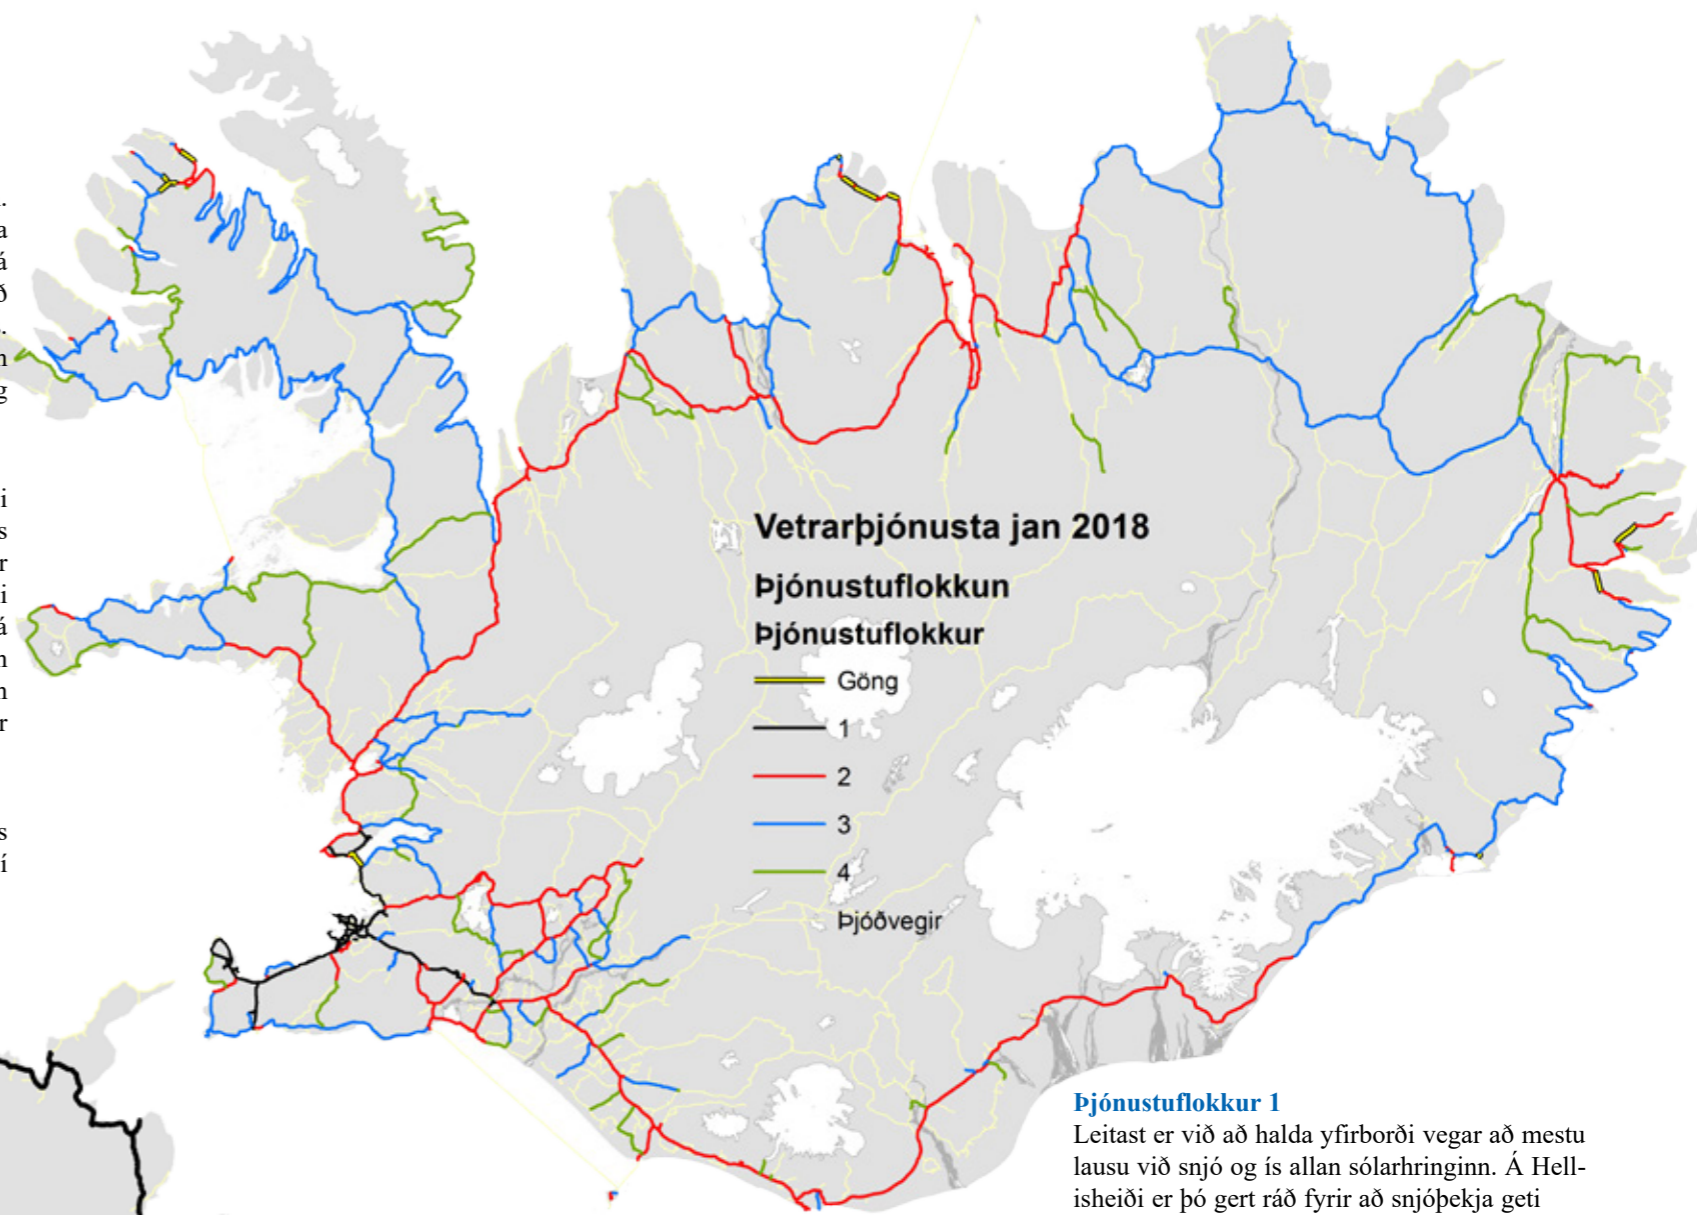 a
á
ð
n
g
i
s
r
i
á
n
n
r
s
í
Vetrarþjónusta jan 2018
Þjónustuflokkun
Þjónustuflokkur
Göng
1
2
3
4
Þjóðvegir
Þjónustuflokkur 1
Leitast er við að halda yfirborði vegar að mestu
lausu við snjó og ís allan sólarhringinn. Á Hell-
isheiði er þó gert ráð fyrir að snjóþekja geti